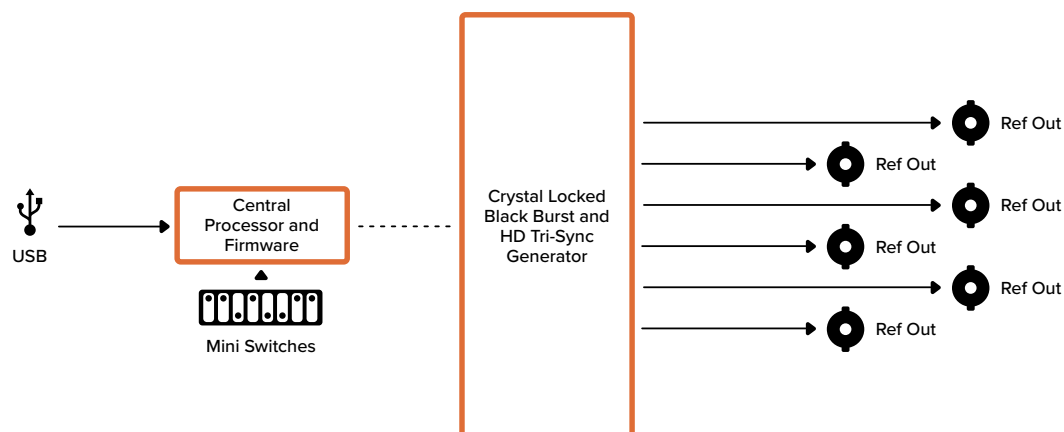 USB
Central
Processor and
Firmware
Mini Switches
Crystal Locked
Black Burst and
HD Tri-Sync
Generator
Ref Out
Ref Out
Ref Out
Ref Out
Ref Out
Ref Out